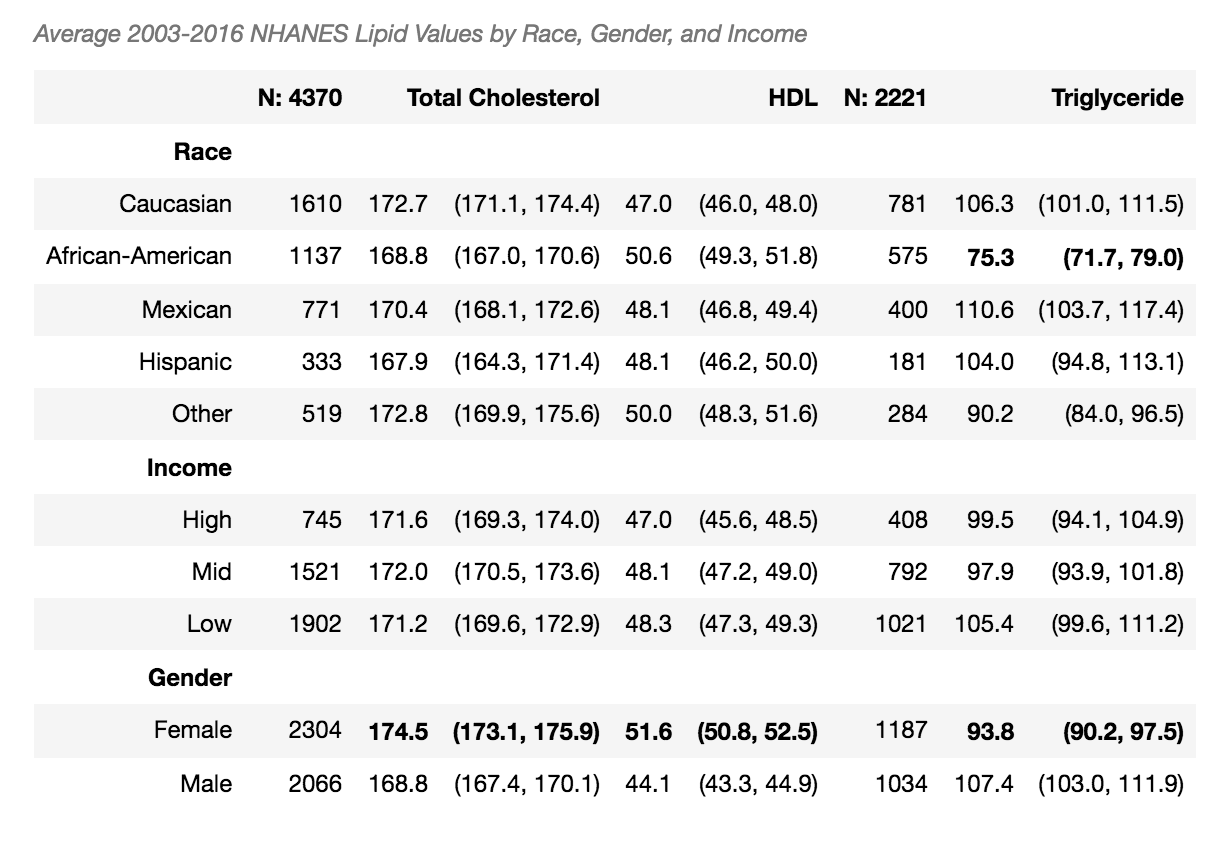 Average 2003-2016 NHANES Lipid Values by Race, Gender, and Income
N: 4370 Total Cholesterol HDL N: 2221 Triglyceride
Race
Caucasian 1610 172.7 (171.1, 174.4) 47.0 (46.0, 48.0) 781 106.3 (101.0, 111.5)
African-American 1137 168.8 (167.0, 170.6) 50.6 (49.3, 51.8) 575 75.3 (71.7, 79.0)
Mexican 771 170.4 (168.1, 172.6) 48.1 (46.8, 49.4) 400 110.6 (103.7, 117.4)
Hispanic 333 167.9 (164.3, 171.4) 48.1 (46.2, 50.0) 181 104.0 (94.8, 113.1)
Other 519 172.8 (169.9, 175.6) 50.0 (48.3, 51.6) 284 90.2 (84.0, 96.5)
Income
High 745 171.6 (169.3, 174.0) 47.0 (45.6, 48.5) 408 99.5 (94.1, 104.9)
Mid 1521 172.0 (170.5, 173.6) 48.1 (47.2, 49.0) 792 97.9 (93.9, 101.8)
Low 1902 171.2 (169.6, 172.9) 48.3 (47.3, 49.3) 1021 105.4 (99.6, 111.2)
Gender
Female 2304 174.5 (173.1, 175.9) 51.6 (50.8, 52.5) 1187 93.8 (90.2, 97.5)
Male 2066 168.8 (167.4, 170.1) 44.1 (43.3, 44.9) 1034 107.4 (103.0, 111.9)